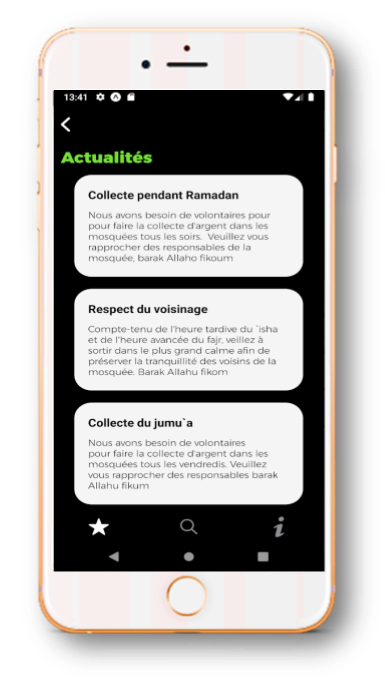 13:41
Actualités
Collecte pendant Ramadan
Nous avons besoin de volontaires pour
pour faire la collecte d'argent dans les
mosquées tous les soirs. Veuillez vous
rapprocher des responsables de la
mosquée, barak Allaho fikoum
Respect du voisinage
Compte-tenu de l'heure tardive du `isha
et de l'heure avancée du fajr, veillez à
sortir dans le plus grand calme afin de
préserver la tranquillité des voisins de la
mosquée. Barak Allahu fikom
Collecte du jumu`a
Nous avons besoin de volontaires
pour faire la collecte d'argent dans les
mosquées tous les vendredis. Veuillez
vous rapprocher des responsables barak
Allahu fikum